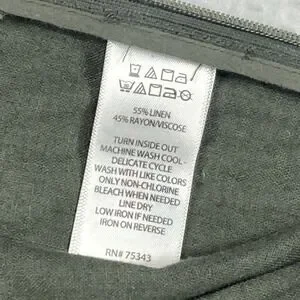 55% LINEN
45% RAYON/VISCOSE
TURN INSIDE OUT
MACHINE WASH COOL -
DELICATE CYCLE
WASH WITH LIKE COLORS
ONLY NON-CHLORINE
BLEACH WHEN NEEDED
LINE DRY
LOW IRON IF NEEDED
IRON ON REVERSE
RN# 75343